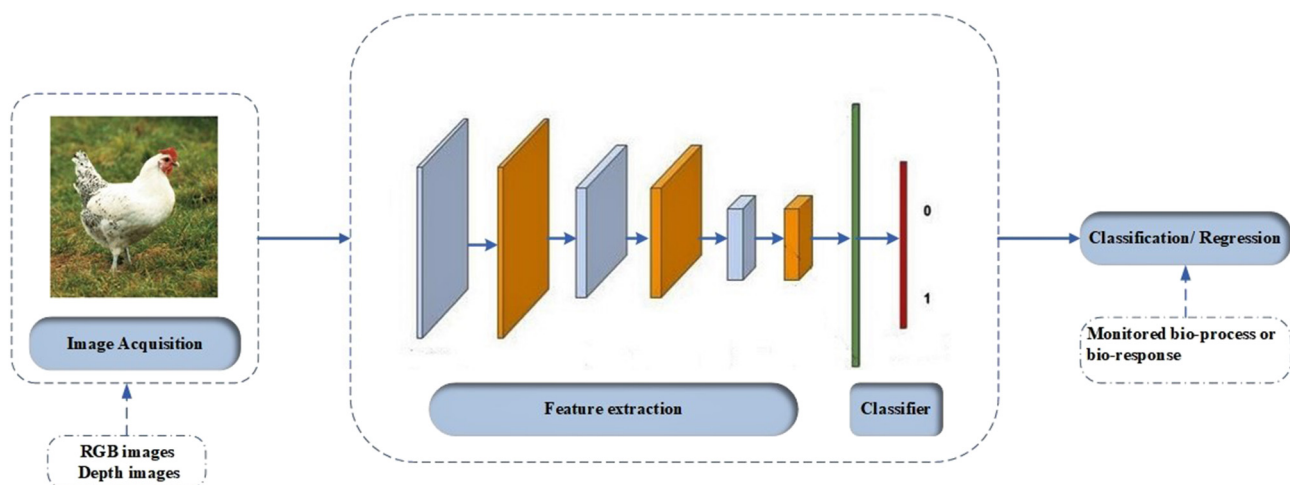 Image Acquisition
RGB images
Depth images
Feature extraction
0
1
Classifier
Classification/ Regression
Monitored bio-process or
bio-response